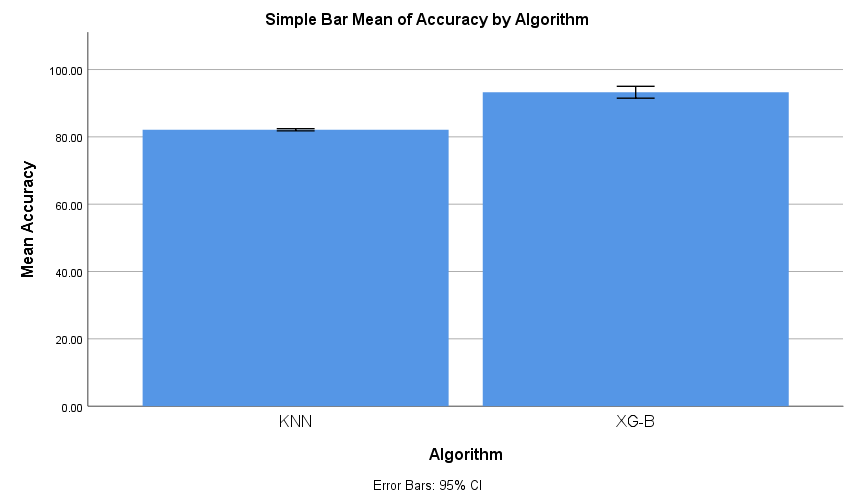 Simple Bar Mean of Accuracy by Algorithm
Mean Accuracy
100.00
80.00
60.00
40.00
20.00
0.00
KNN
XG-B
Algorithm
Error Bars: 95% CI